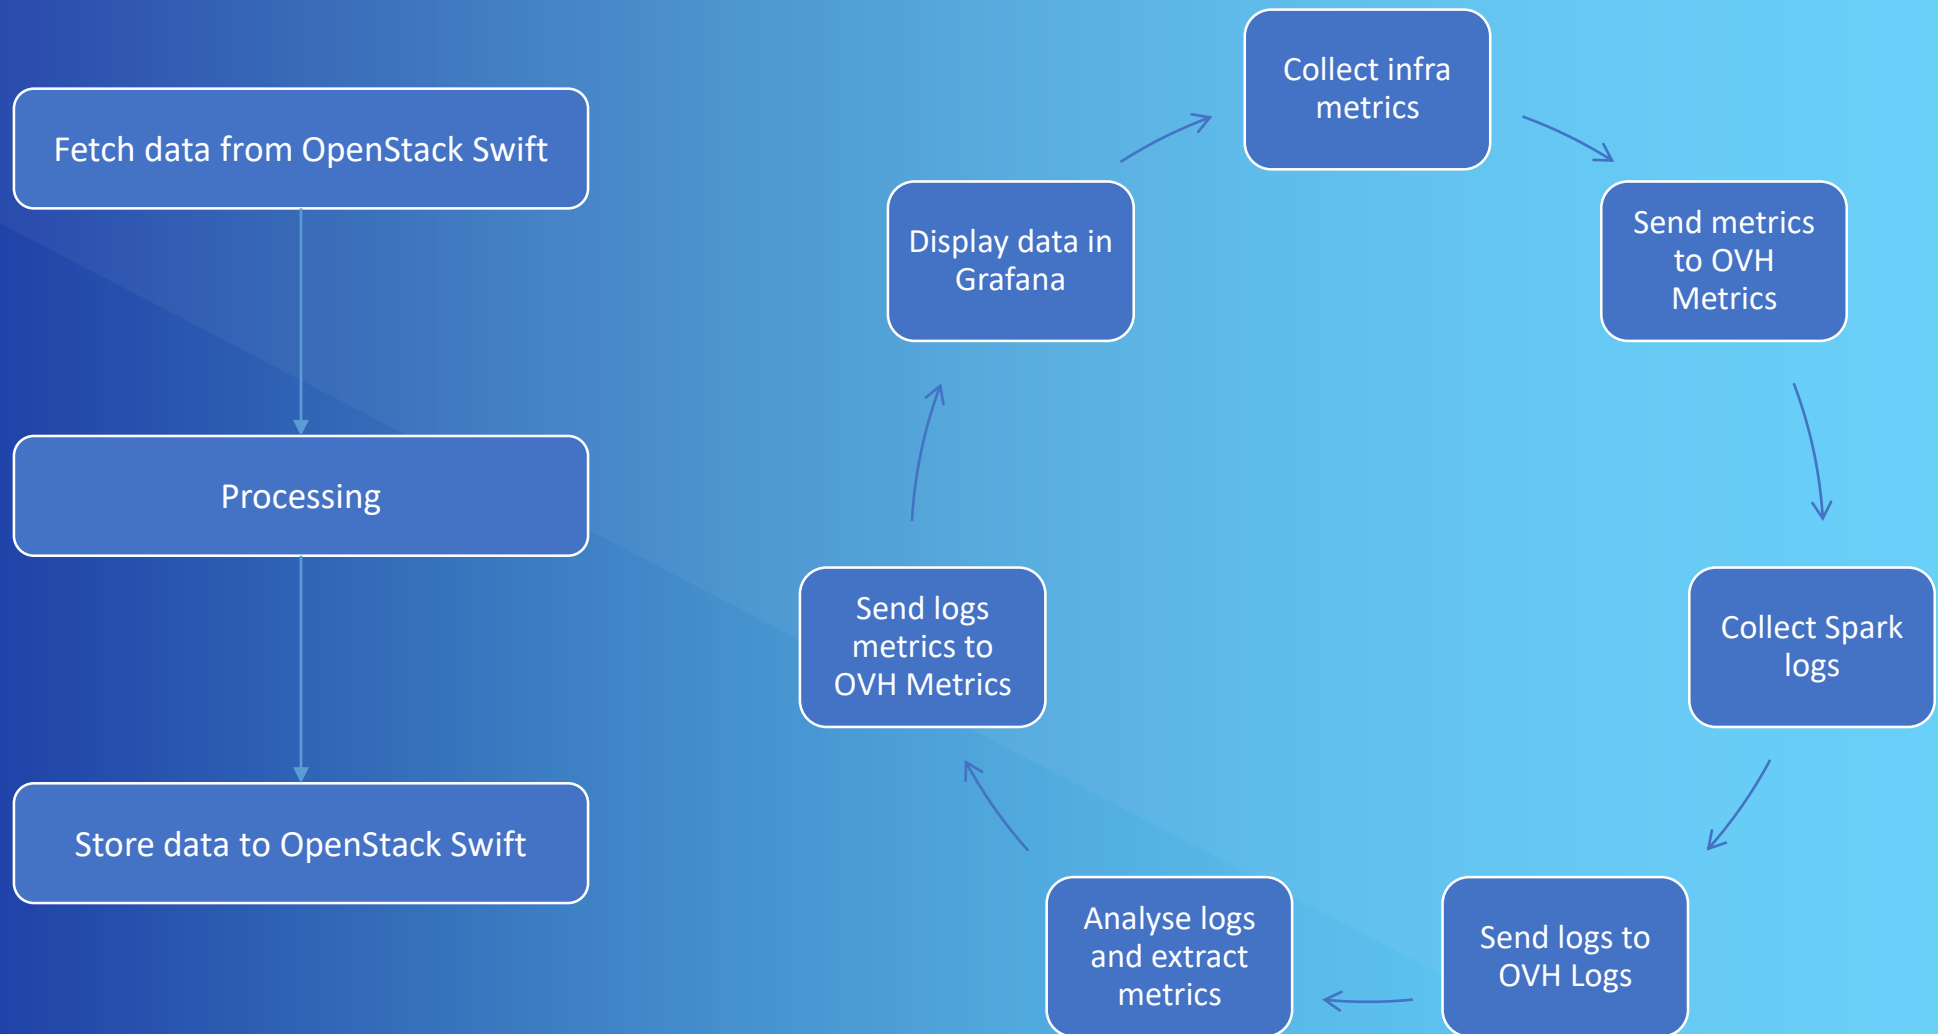 Fetch data from OpenStack Swift
Processing
Store data to OpenStack Swift
Collect infra
metrics
Send metrics
to OVH
Metrics
Collect Spark
logs
Send logs to
OVH Logs
Analyse logs
and extract
metrics
Send logs
metrics to
OVH Metrics
Display data in
Grafana